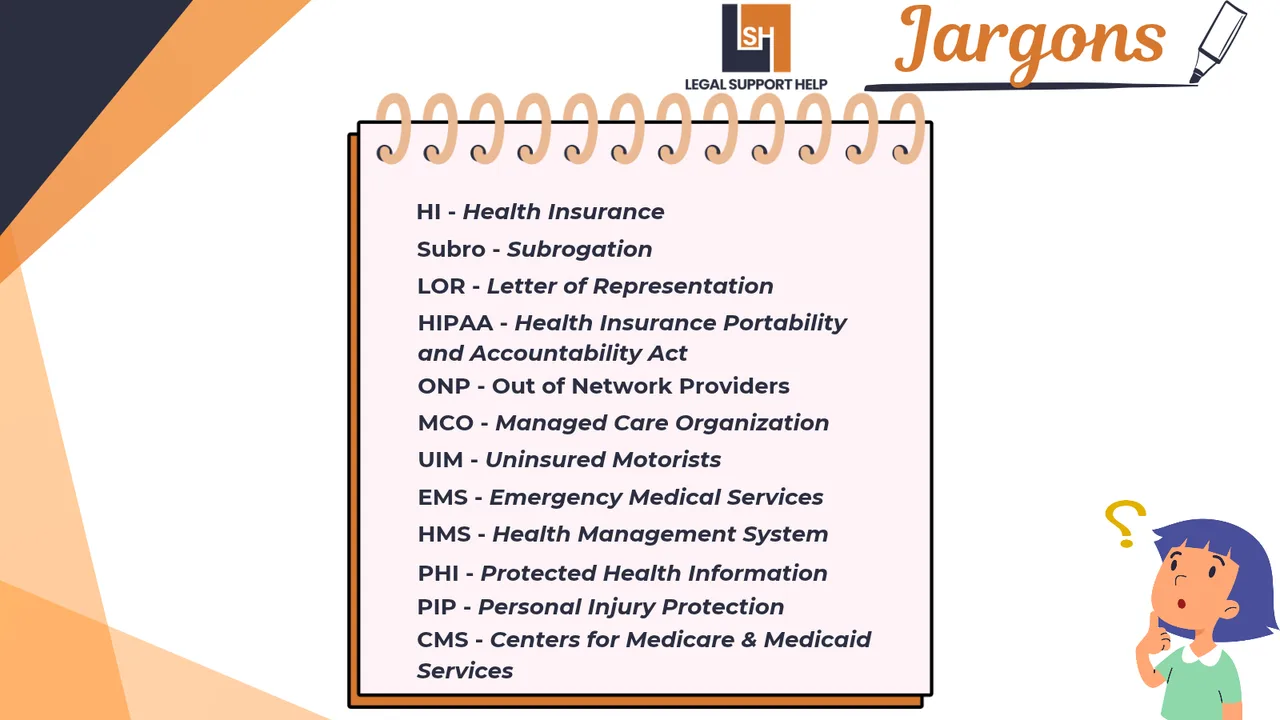 SH
LEGAL SUPPORT HELP
Jargons
HI - Health Insurance
Subro - Subrogation
LOR - Letter of Representation
HIPAA - Health Insurance Portability
and Accountability Act
ONP - Out of Network Providers
MCO - Managed Care Organization
UIM - Uninsured Motorists
EMS - Emergency Medical Services
HMS - Health Management System
PHI - Protected Health Information
PIP - Personal Injury Protection
CMS - Centers for Medicare & Medicaid
Services
?